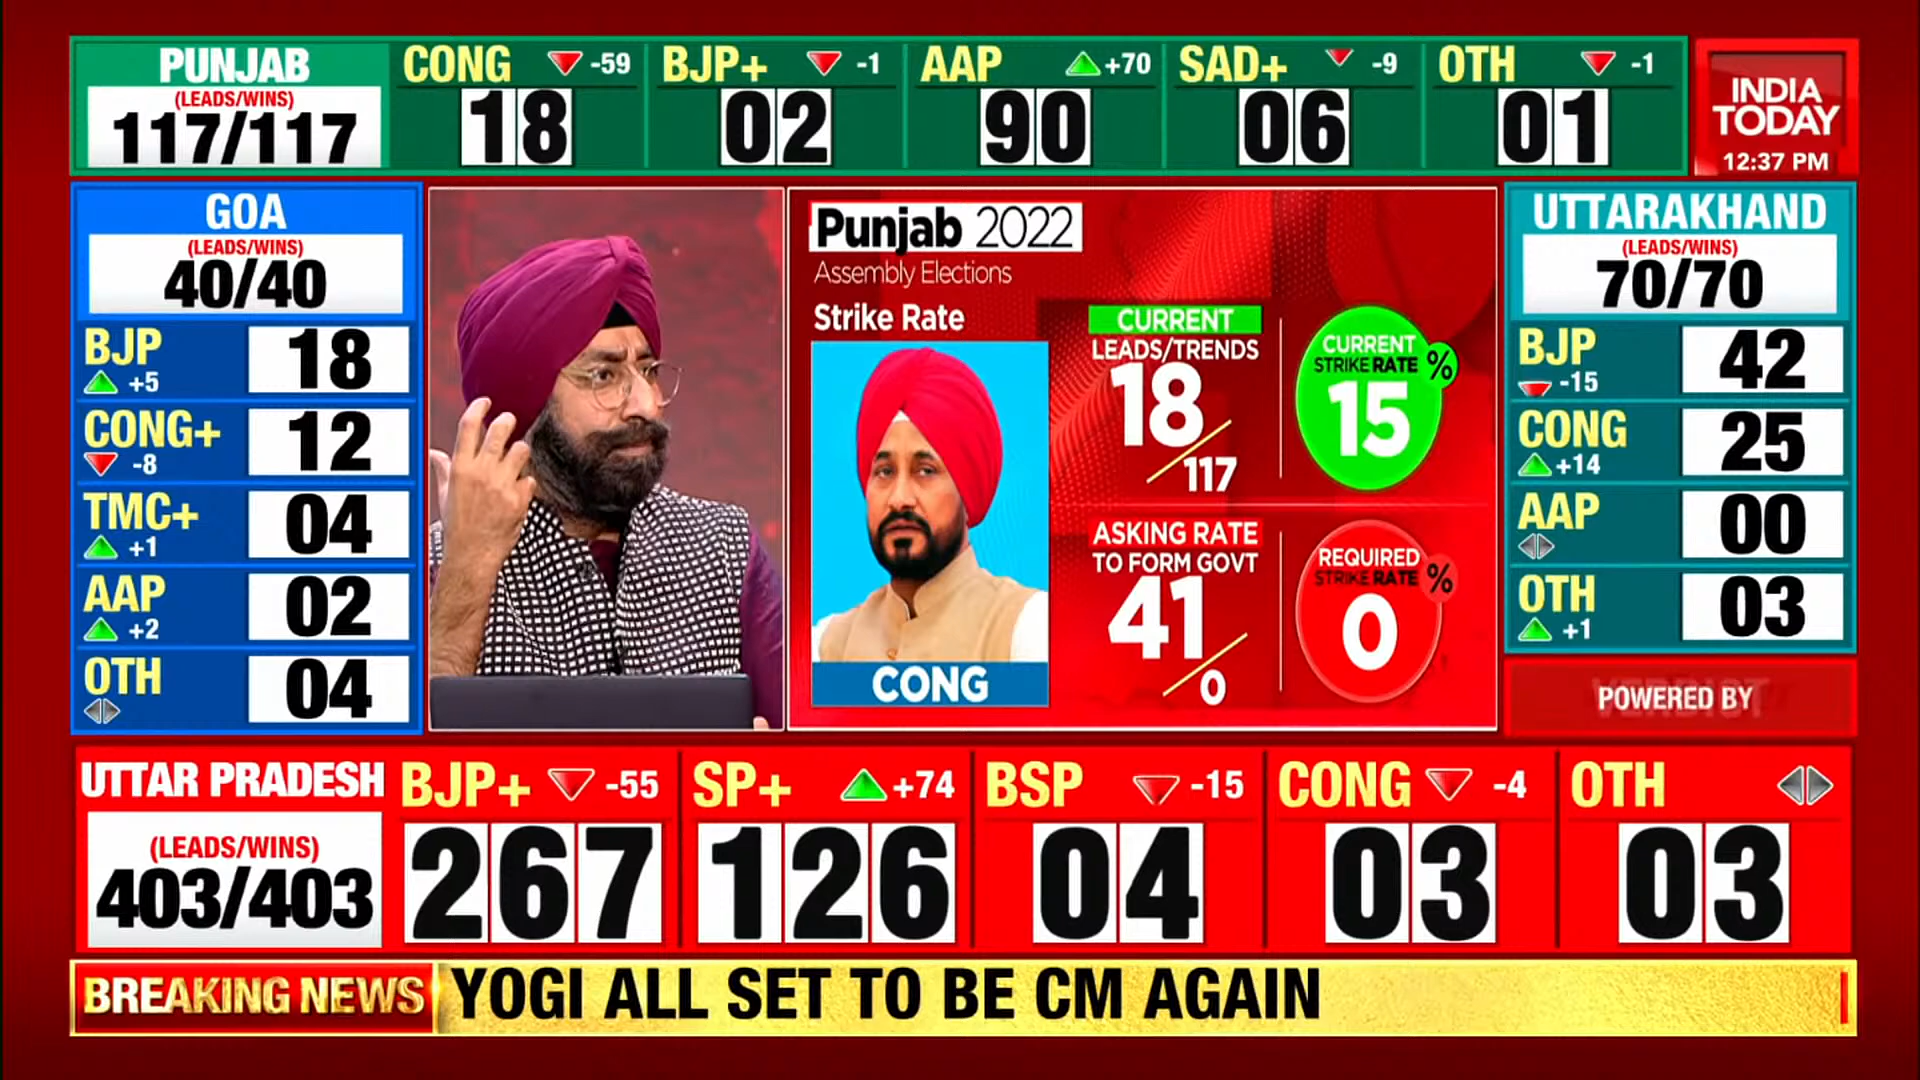 PUNJAB
(LEADS/WINS)
117/117
CONG -59
18
BJP+ -1
02
AAP +70
90
SAD+ -9
06
OTH -1
01
INDIA
TODAY
12:37 PM
GOA
(LEADS/WINS)
40/40
BJP 18
+5
CONG+ 12
-8
TMC+ 04
+1
AAP 02
+2
OTH 04
Punjab 2022
Assembly Elections
Strike Rate
CONG
CURRENT
LEADS/TRENDS
18/117
CURRENT
STRIKE RATE %
15
ASKING RATE
TO FORM GOVT
41/0
REQUIRED
STRIKE RATE %
0
UTTARAKHAND
(LEADS/WINS)
70/70
BJP 42
-15
CONG 25
+14
AAP 00
OTH 03
+1
POWERED BY
UTTAR PRADESH
(LEADS/WINS)
403/403
BJP+ -55
267
SP+ +74
126
BSP -15
04
CONG -4
03
OTH
03
BREAKING NEWS
YOGI ALL SET TO BE CM AGAIN